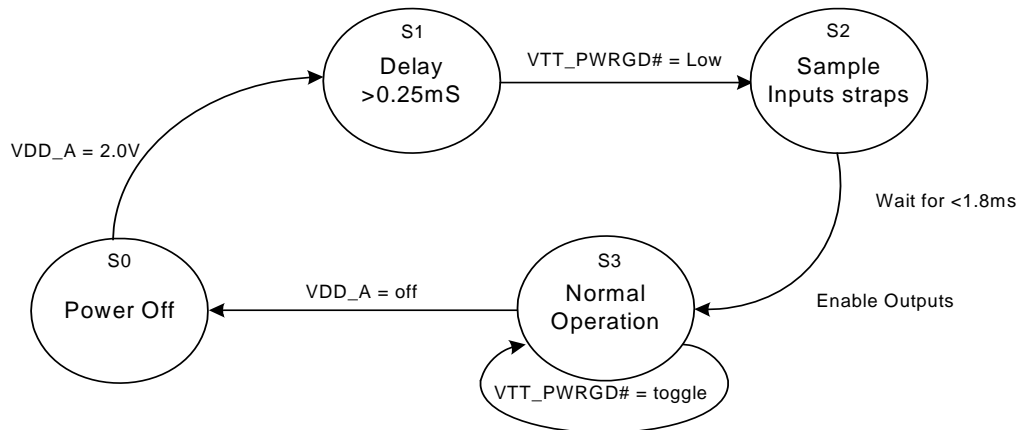 S1
Delay
>0.25mS
VTT_PWRGD# = Low
S2
Sample
Inputs straps
VDD_A = 2.0V
Wait for <1.8ms
S0
Power Off
VDD_A = off
S3
Normal
Operation
Enable Outputs
VTT_PWRGD# = toggle